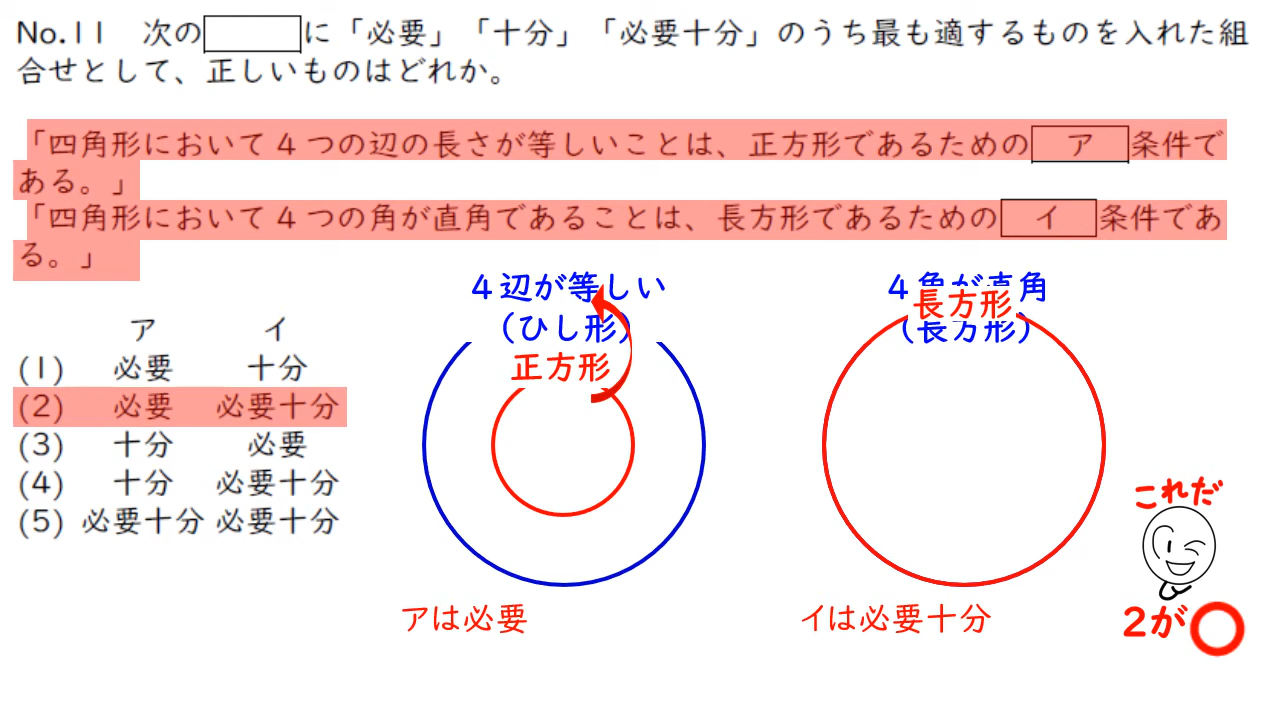 No.11 次の に「必要」「十分」「必要十分」のうち最も適するものを入れた組
合せとして、正しいものはどれか。
「四角形において4つの辺の長さが等しいことは、正方形であるための ア 条件で
ある。」
「四角形において4つの角が直角であることは、長方形であるための イ 条件であ
る。」
ア イ
(1) 必要 十分
(2) 必要 必要十分
(3) 十分 必要
(4) 十分 必要十分
(5) 必要十分 必要十分
4辺が等しい
(ひし形)
正方形
アは必要
4角が直角
長方形
(長方形)
イは必要十分
これだ
2が○